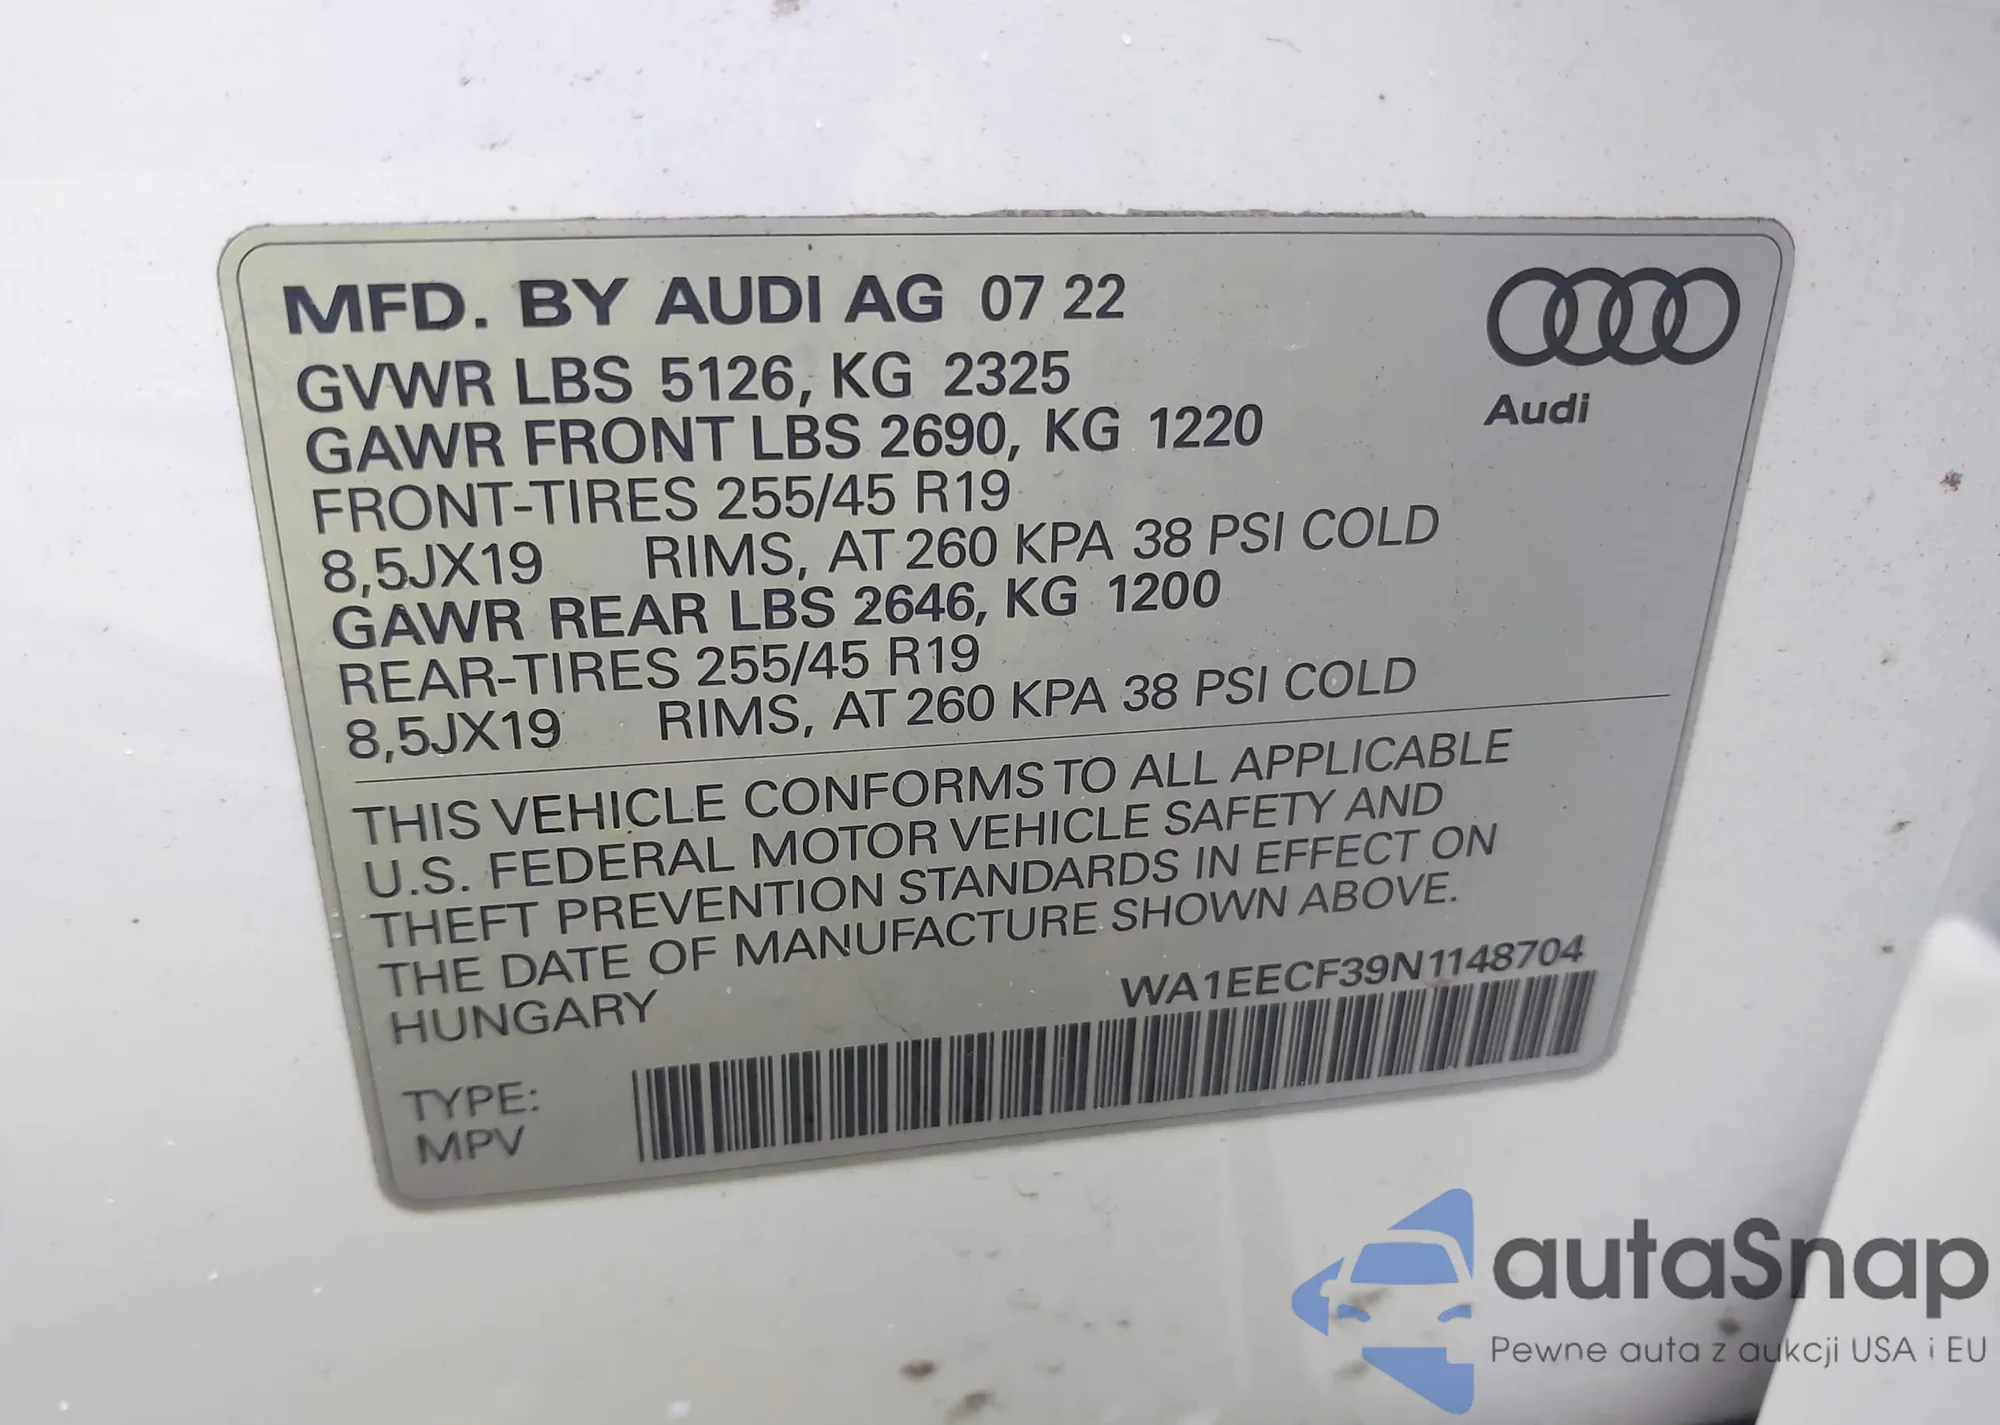 MFD. BY AUDI AG 07 22
GVWR LBS 5126, KG 2325
GAWR FRONT LBS 2690, KG 1220
FRONT-TIRES 255/45 R19
8,5JX19 RIMS, AT 260 KPA 38 PSI COLD
GAWR REAR LBS 2646, KG 1200
REAR-TIRES 255/45 R19
8,5JX19 RIMS, AT 260 KPA 38 PSI COLD
Audi
THIS VEHICLE CONFORMS TO ALL APPLICABLE
U.S. FEDERAL MOTOR VEHICLE SAFETY AND
THEFT PREVENTION STANDARDS IN EFFECT ON
THE DATE OF MANUFACTURE SHOWN ABOVE.
HUNGARY
WA1EECF39N1148704
TYPE:
MPV
autaSnap
Pewne auta z aukcji USA i EU